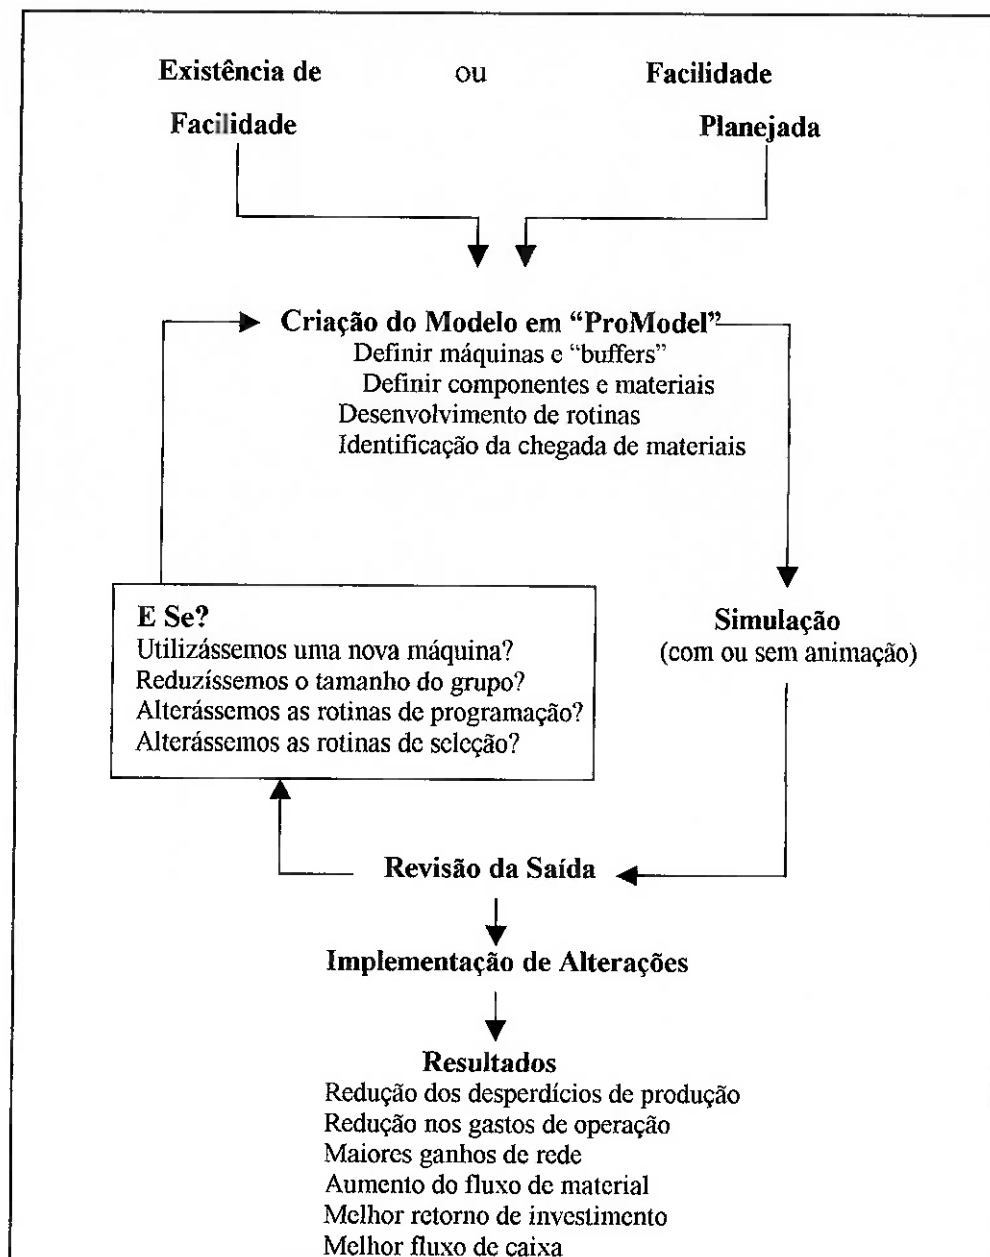 Existência de ou Facilidade
Facilidade Planejada
Criação do Modelo em “ProModel”
Definir máquinas e “buffers”
Definir componentes e materiais
Desenvolvimento de rotinas
Identificação da chegada de materiais
E Se?
Utilizássemos uma nova máquina?
Reduzíssemos o tamanho do grupo?
Alterássemos as rotinas de programação?
Alterássemos as rotinas de seleção?
Simulação
(com ou sem animação)
Revisão da Saída
Implementação de Alterações
Resultados
Redução dos desperdícios de produção
Redução nos gastos de operação
Maiores ganhos de rede
Aumento do fluxo de material
Melhor retorno de investimento
Melhor fluxo de caixa